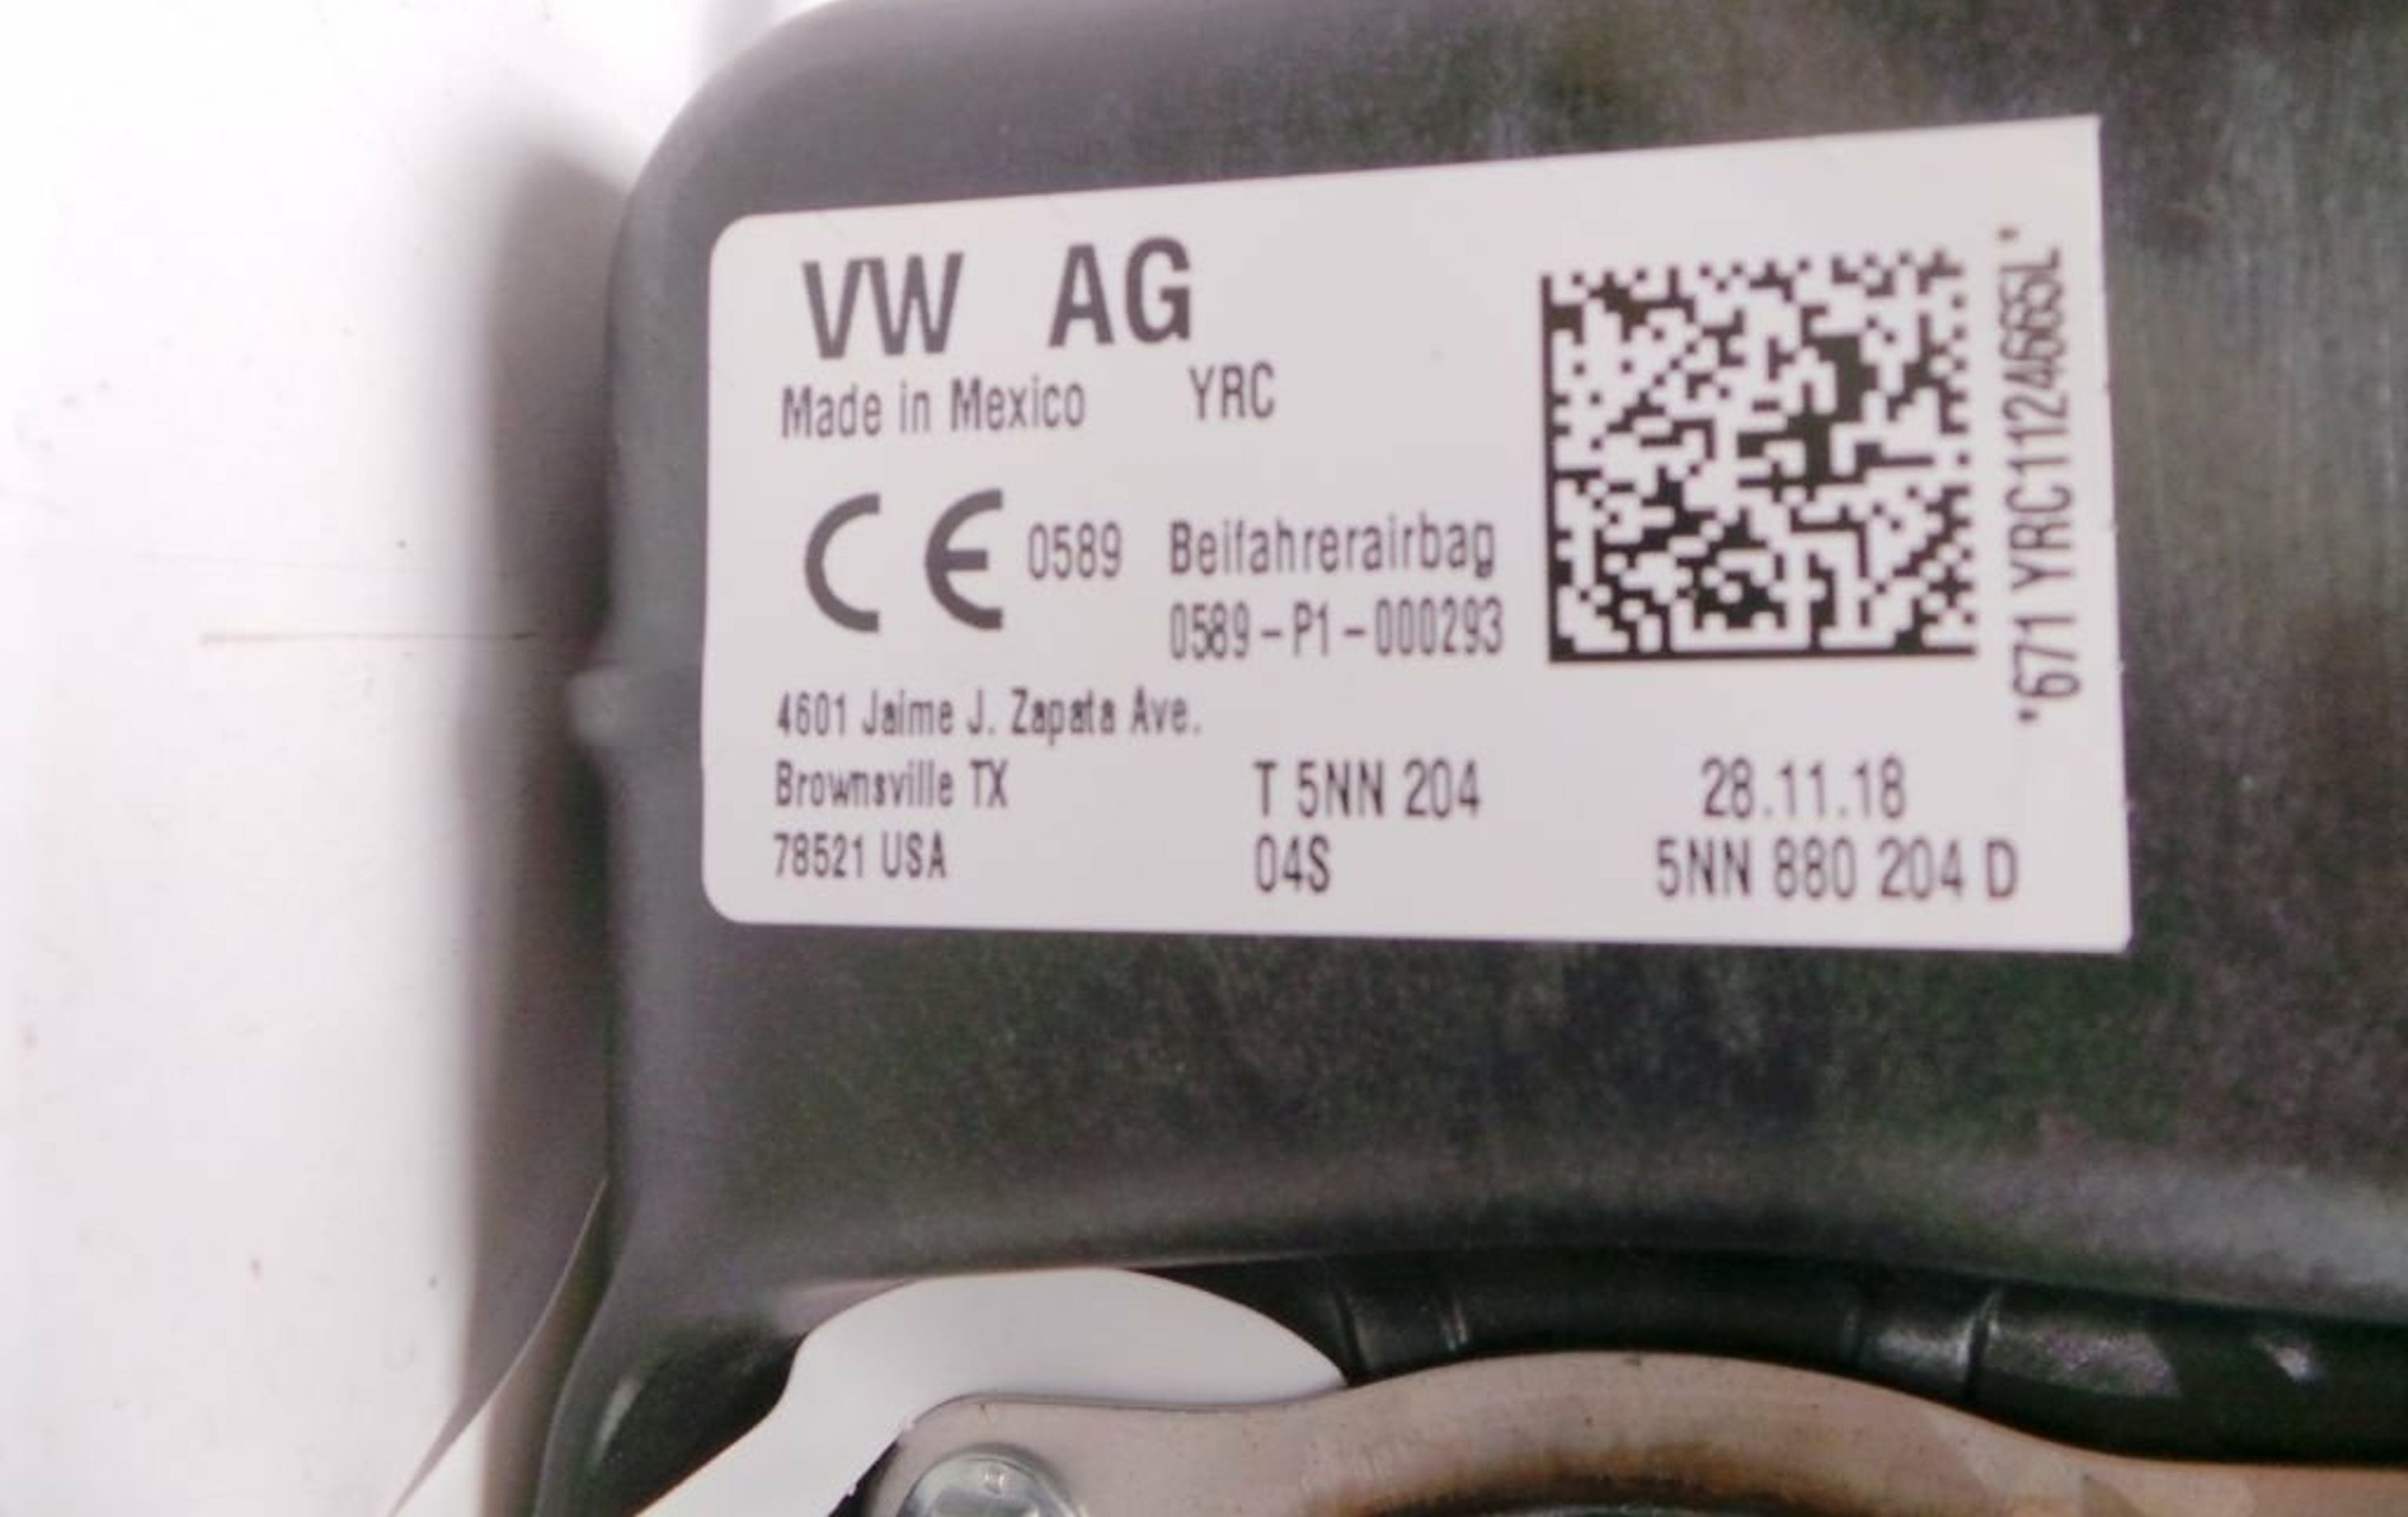 VW AG
Made in Mexico YRC
CE 0589 Beifahrerairbag
0589-P1-000293
4601 Jaime J. Zapata Ave.
Brownsville TX
78521 USA
T 5NN 204
04S
28.11.18
5NN 880 204 D
*671 YRC1124665L*